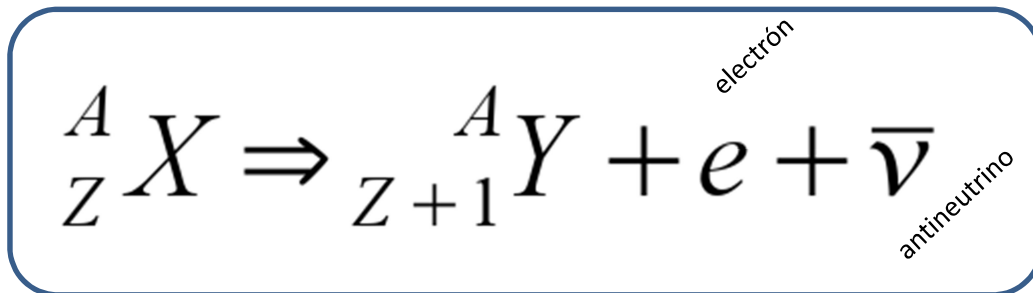 electrón
A/Z X ⇒ A/Z+1 Y + e + ν̅
antineutrino